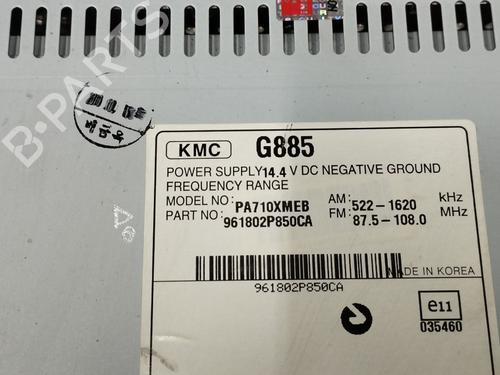 B-PARTS
KMC G885
POWER SUPPLY 14.4 V DC NEGATIVE GROUND
FREQUENCY RANGE
MODEL NO : PA710XMEB AM: 522-1620 kHz
PART NO : 961802P850CA FM: 87.5-108.0 MHz
MADE IN KOREA
961802P850CA
e11
035460